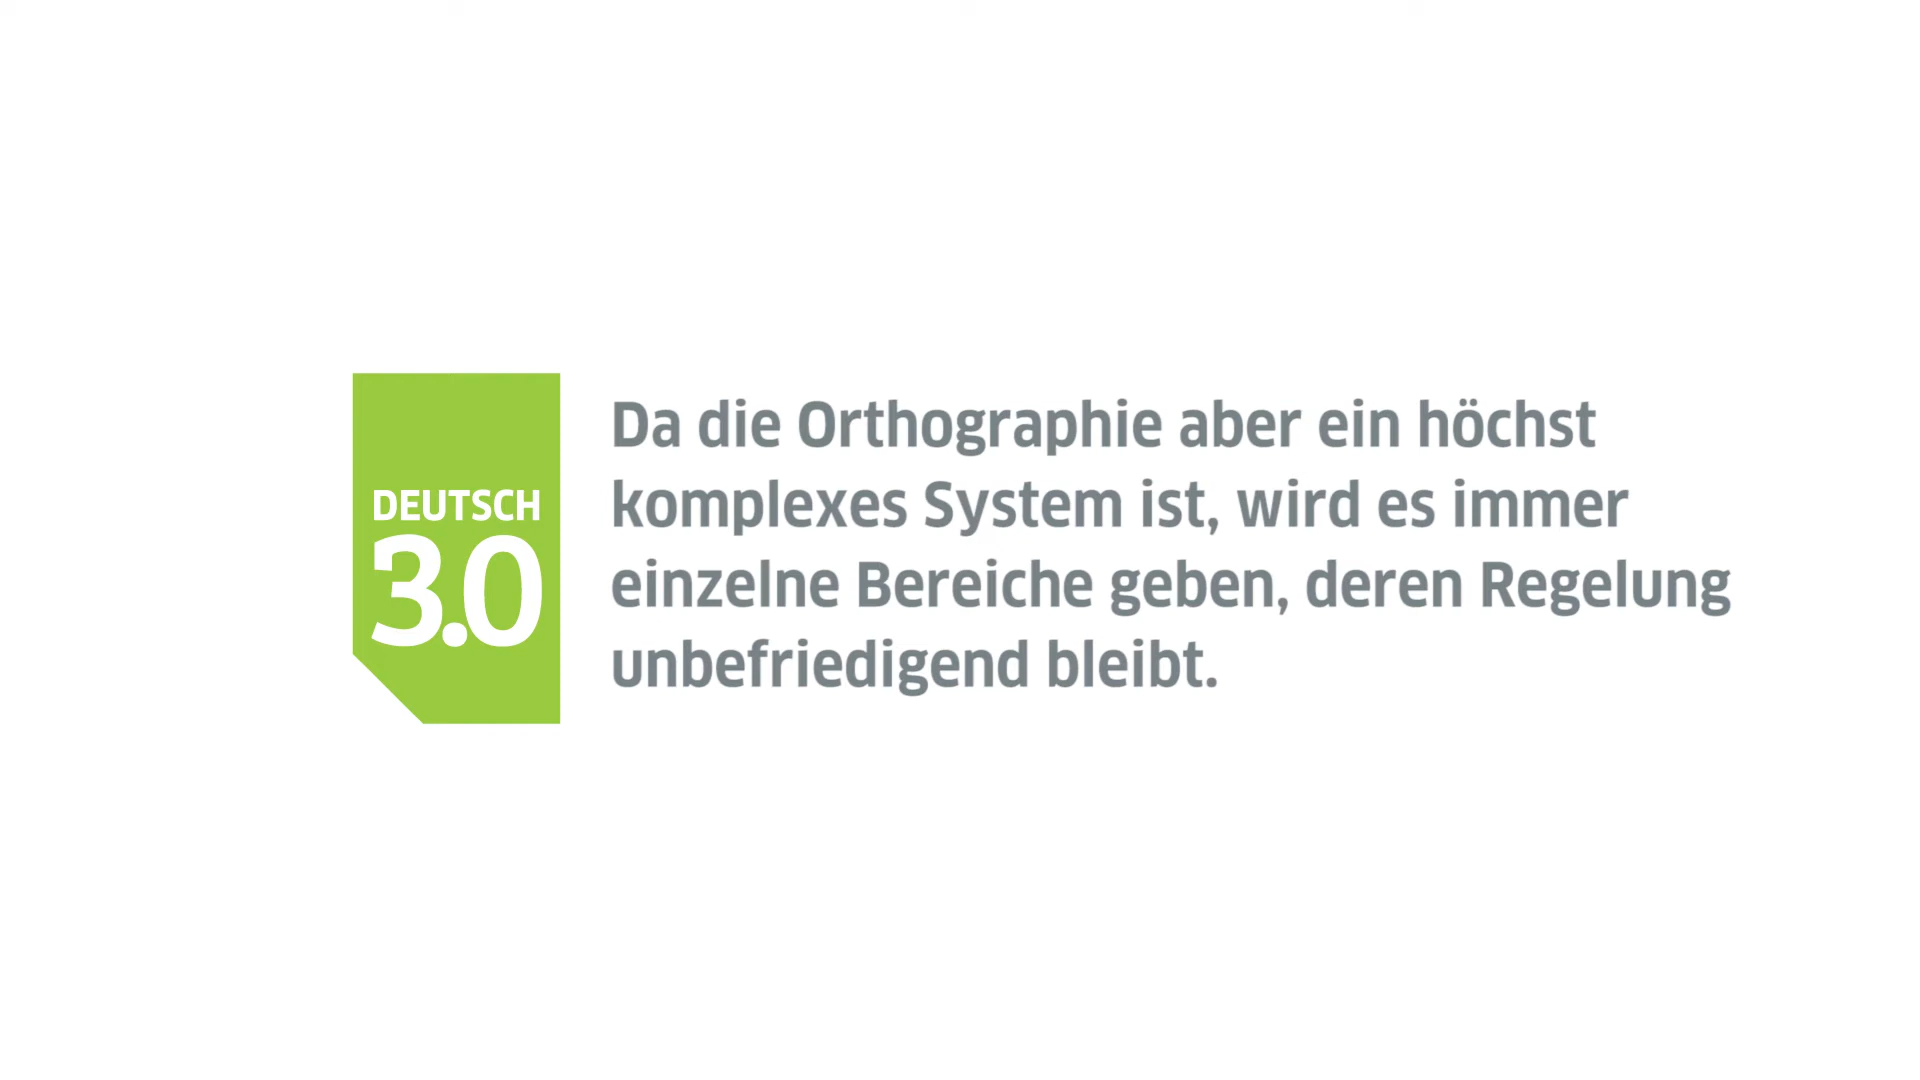 DEUTSCH
3.0
Da die Orthographie aber ein höchst
komplexes System ist, wird es immer
einzelne Bereiche geben, deren Regelung
unbefriedigend bleibt.